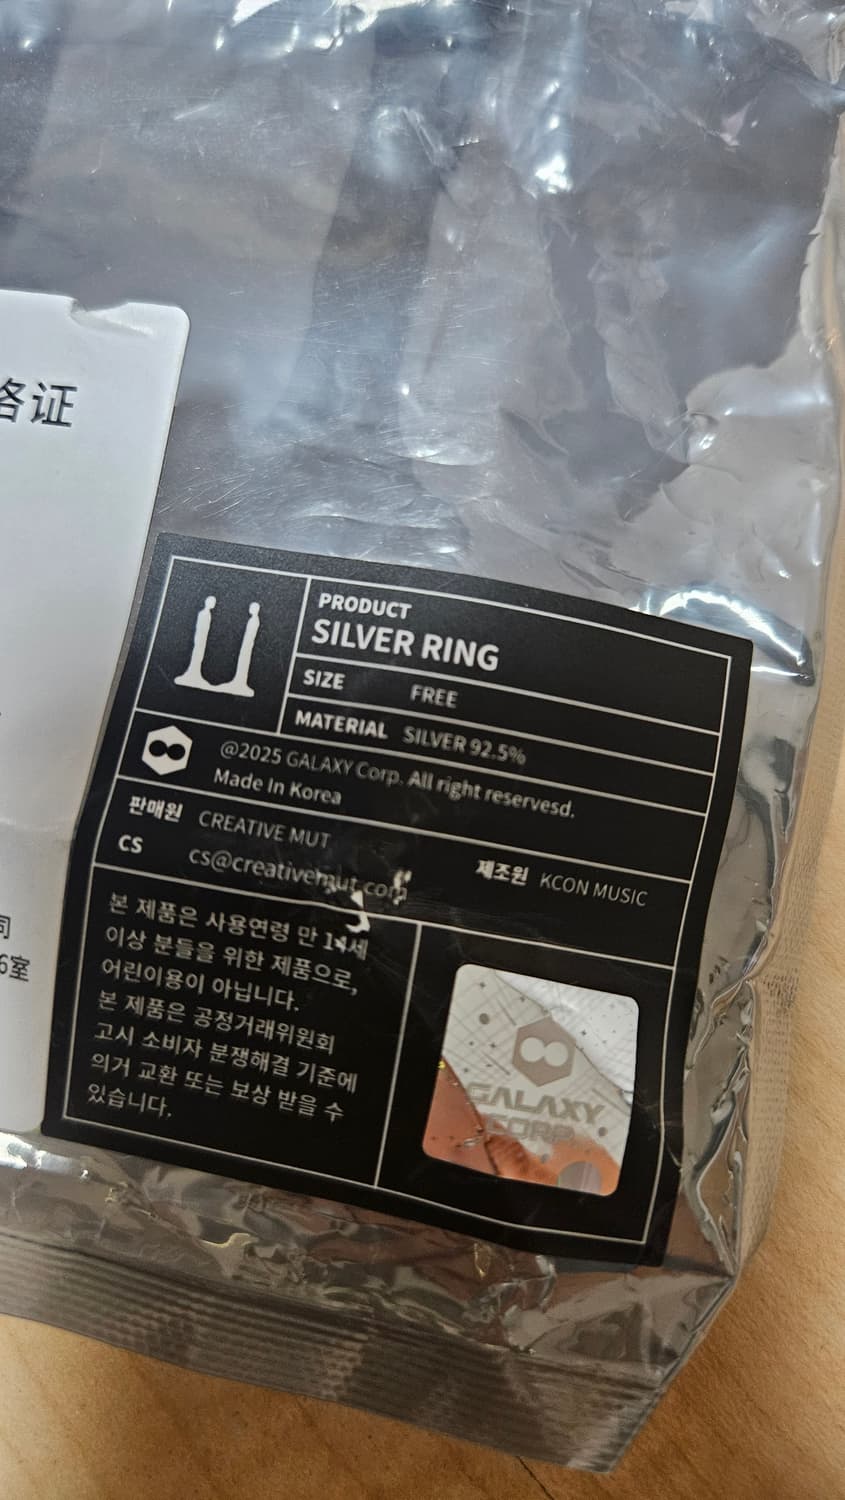 格证
PRODUCT
SILVER RING
SIZE FREE
MATERIAL SILVER 92.5%
@2025 GALAXY Corp. All right reservesd.
Made In Korea
판매원 CREATIVE MUT
제조원 KCON MUSIC
CS cs@creativemut.com
본 제품은 사용연령 만 14세
이상 분들을 위한 제품으로,
어린이용이 아닙니다.
본 제품은 공정거래위원회
고시 소비자 분쟁해결 기준에
의거 교환 또는 보상 받을 수
있습니다.
GALAXY
CORP
司
6室